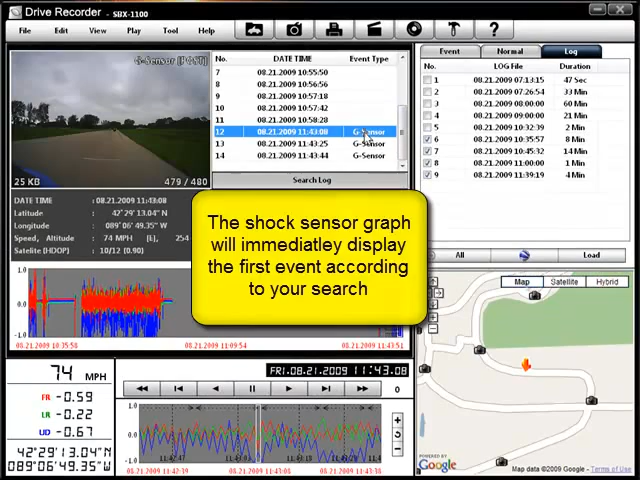 Drive Recorder - SBX-1100
File Edit View Play Tool Help
G-Sensor [POST]
25 KB 479 / 480
No. DATE TIME Event Type
7 08.21.2009 10:55:50
8 08.21.2009 10:56:56
9 08.21.2009 10:57:18
10 08.21.2009 10:57:42
11 08.21.2009 10:58:28
12 08.21.2009 11:43:08 G-Sensor
13 08.21.2009 11:43:25 G-Sensor
14 08.21.2009 11:43:44 G-Sensor
Search Log
DATE TIME : 08.21.2009 11:43:08
Latitude : 42°29'13.04"N
Longitude : 089°06'49.35"W
Speed, Altitude : 74 MPH [E], 254
Satelite (HDOP) : 10/12 (0.90)
The shock sensor graph
will immediatley display
the first event according
to your search
Event Normal Log
No. LOG File Duration
1 08.21.2009 07:13:15 47 Sec
2 08.21.2009 07:26:54 33 Min
3 08.21.2009 08:00:00 60 Min
4 08.21.2009 09:00:00 21 Min
5 08.21.2009 10:32:39 2 Min
6 08.21.2009 10:35:57 8 Min
7 08.21.2009 10:45:32 14 Min
8 08.21.2009 11:00:00 1 Min
9 08.21.2009 11:39:19 4 Min
All Load
1.0
0.0
-1.0
08.21.2009 10:35:58 08.21.2009 11:09:54 08.21.2009 11:43:51
74 MPH
FR -0.59
LR -0.22
UD -0.67
42°29'13.04"N
089°06'49.35"W
FRI.08.21.2009 11:43.08
0
1.0
0.0
-1.0
11:42:47 11:43:18
08.21.2009 11:42:39 08.21.2009 11:43:38
Map Satellite Hybrid
POWERED BY
Google
Map data ©2009 Google - Terms of Use